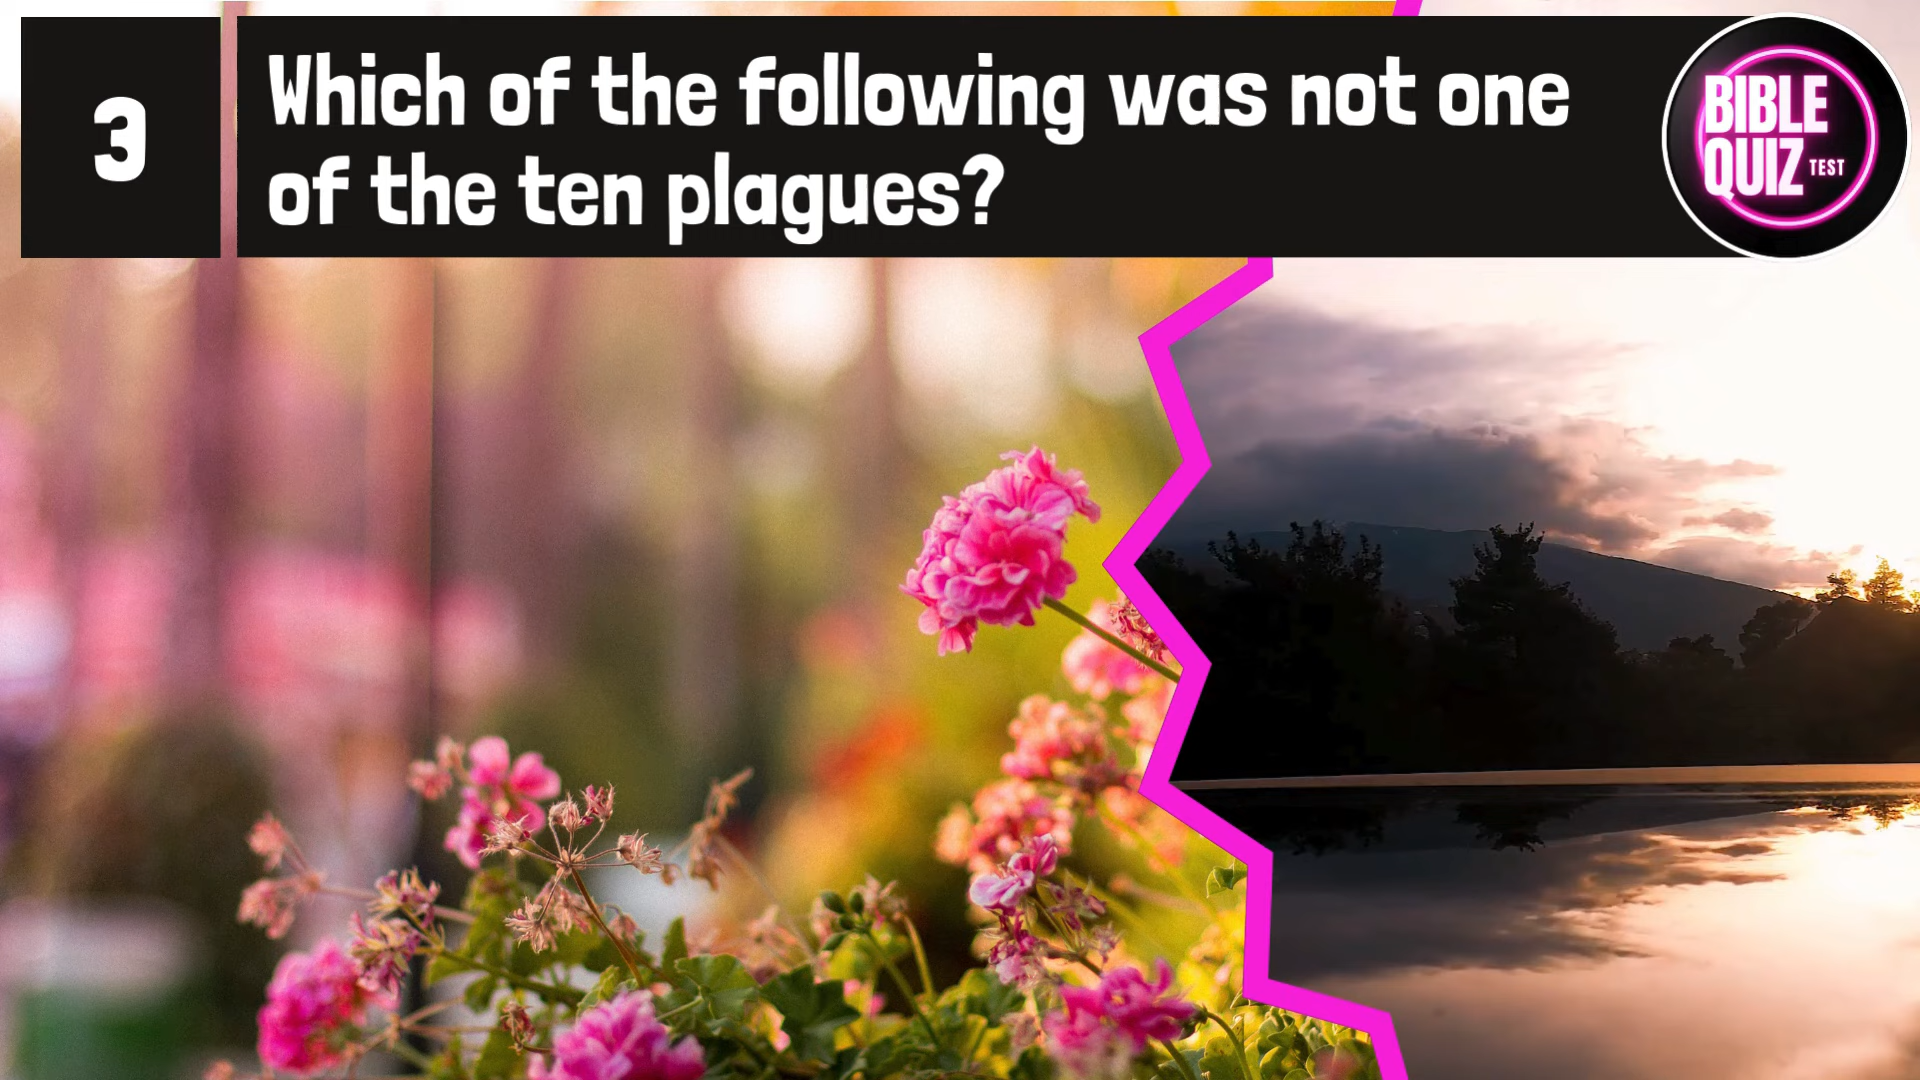 3
Which of the following was not one
of the ten plagues?
BIBLE
QUIZ TEST